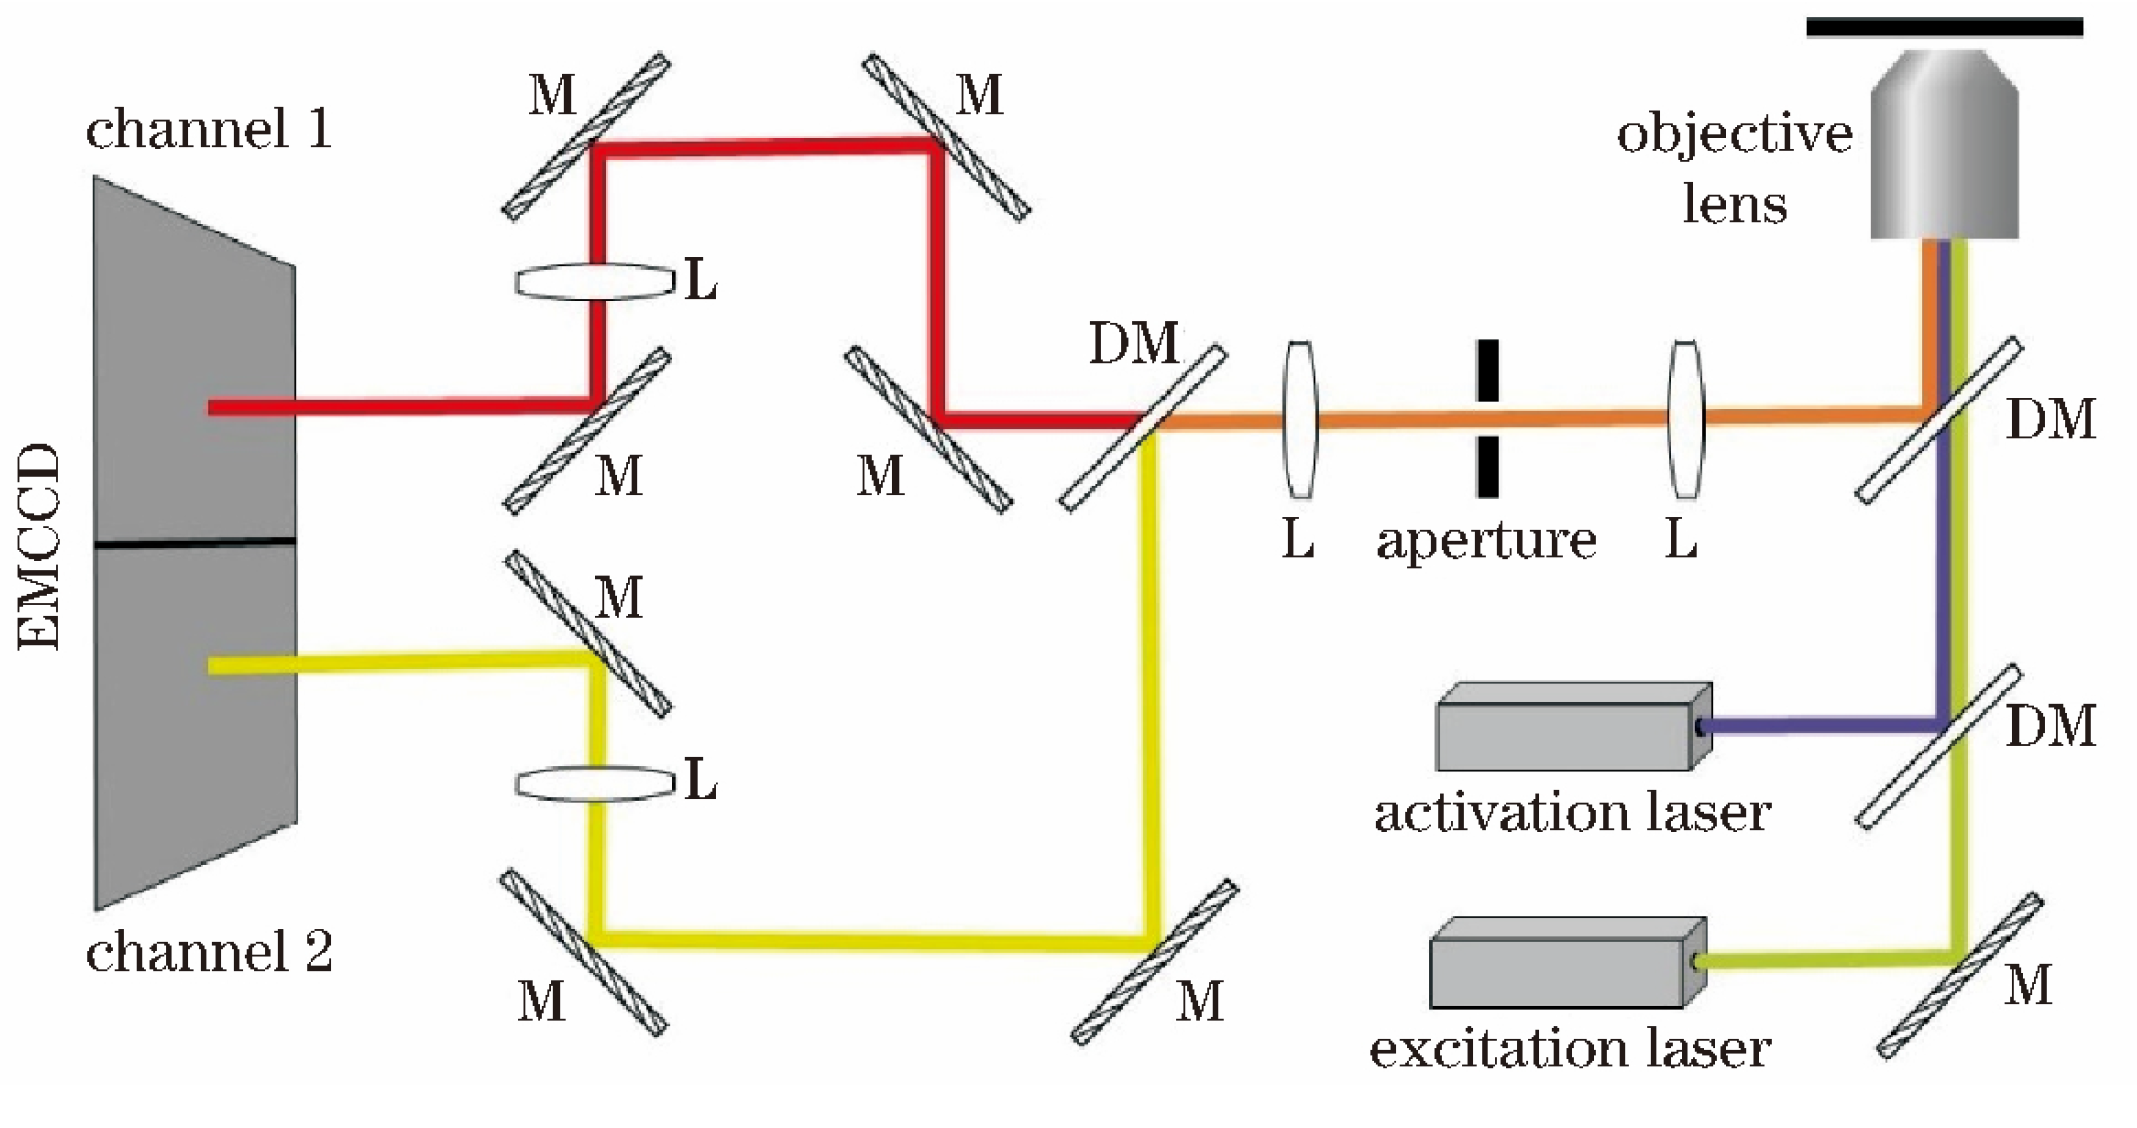 M
M
channel 1
objective
lens
L
DM
DM
M
M
L
aperture
L
EMCCD
M
DM
L
activation laser
channel 2
M
M
M
excitation laser